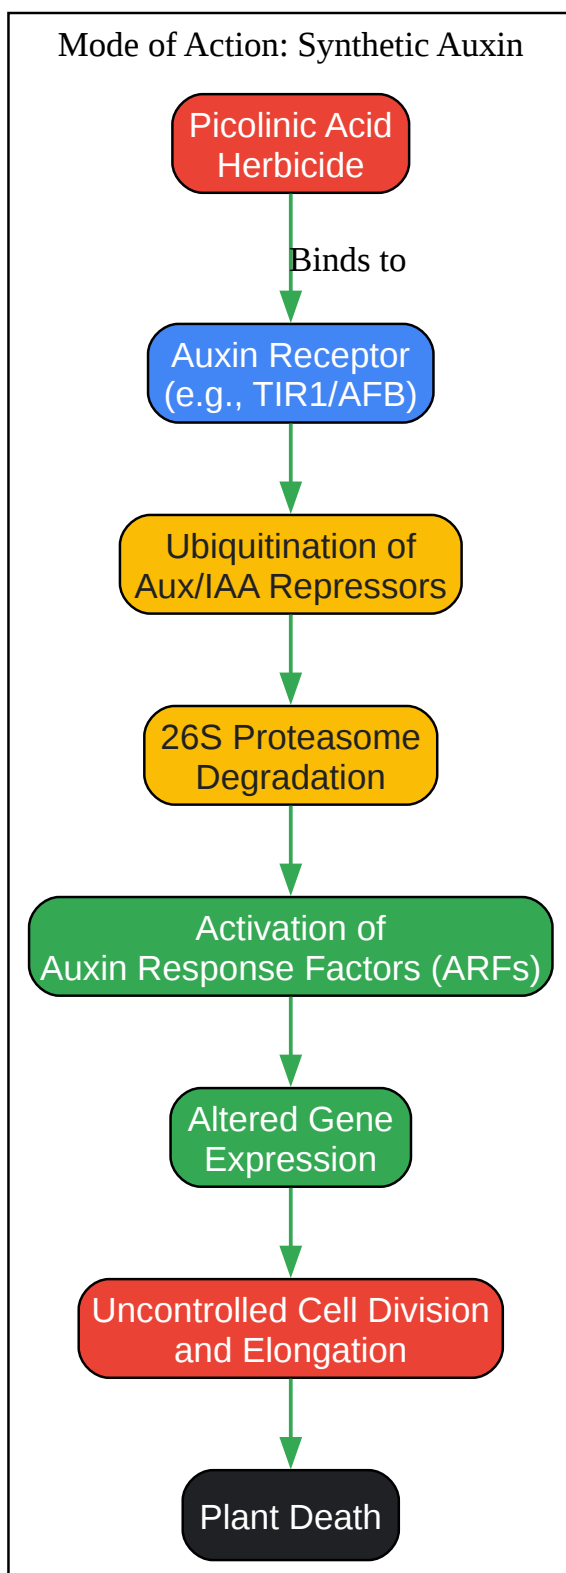 Mode of Action: Synthetic Auxin
Picolinic Acid
Herbicide
Binds to
Auxin Receptor
(e.g., TIR1/AFB)
Ubiquitination of
Aux/IAA Repressors
26S Proteasome
Degradation
Activation of
Auxin Response Factors (ARFs)
Altered Gene
Expression
Uncontrolled Cell Division
and Elongation
Plant Death